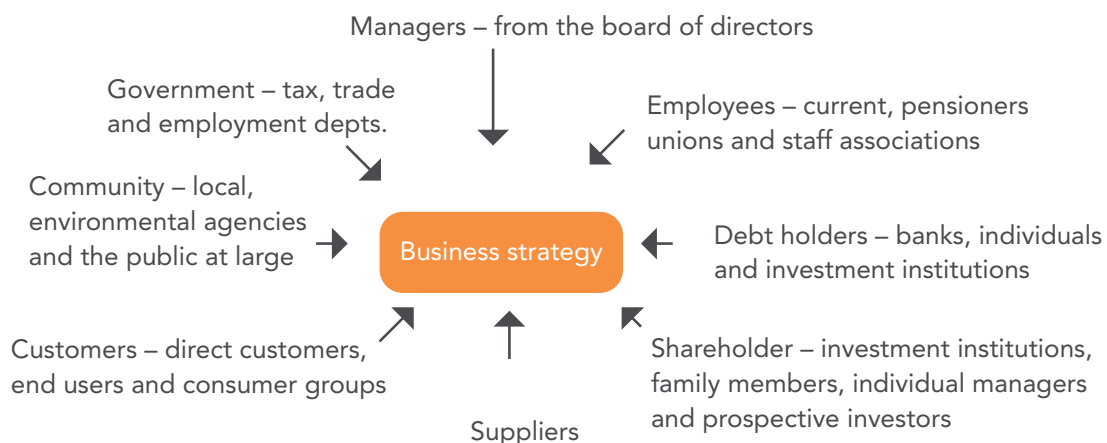 Managers – from the board of directors
Government – tax, trade
and employment depts.
Employees – current, pensioners
unions and staff associations
Community – local,
environmental agencies
and the public at large
Business strategy
Debt holders – banks, individuals
and investment institutions
Customers – direct customers,
end users and consumer groups
Shareholder – investment institutions,
family members, individual managers
and prospective investors
Suppliers